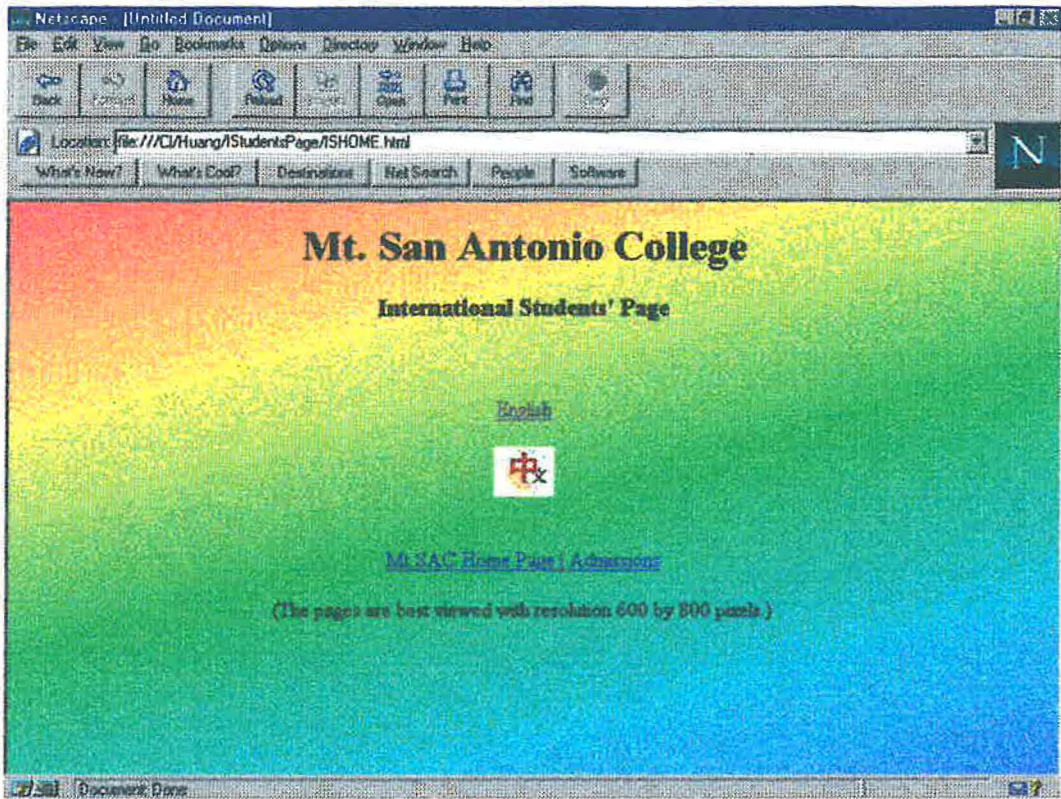 Netscape - [Untitled Document]
File Edit View Go Bookmarks Options Directory Window Help
Back Forward Home Reload Images Open Print Find Stop
Location: file:///C|/Huang/IStudentsPage/ISHOME.html
N
What's New? What's Cool? Destinations Net Search People Software
Mt. San Antonio College
International Students' Page
English
中
Mt SAC Home Page | Admissions
(The pages are best viewed with resolution 600 by 800 pixels.)
Document: Done